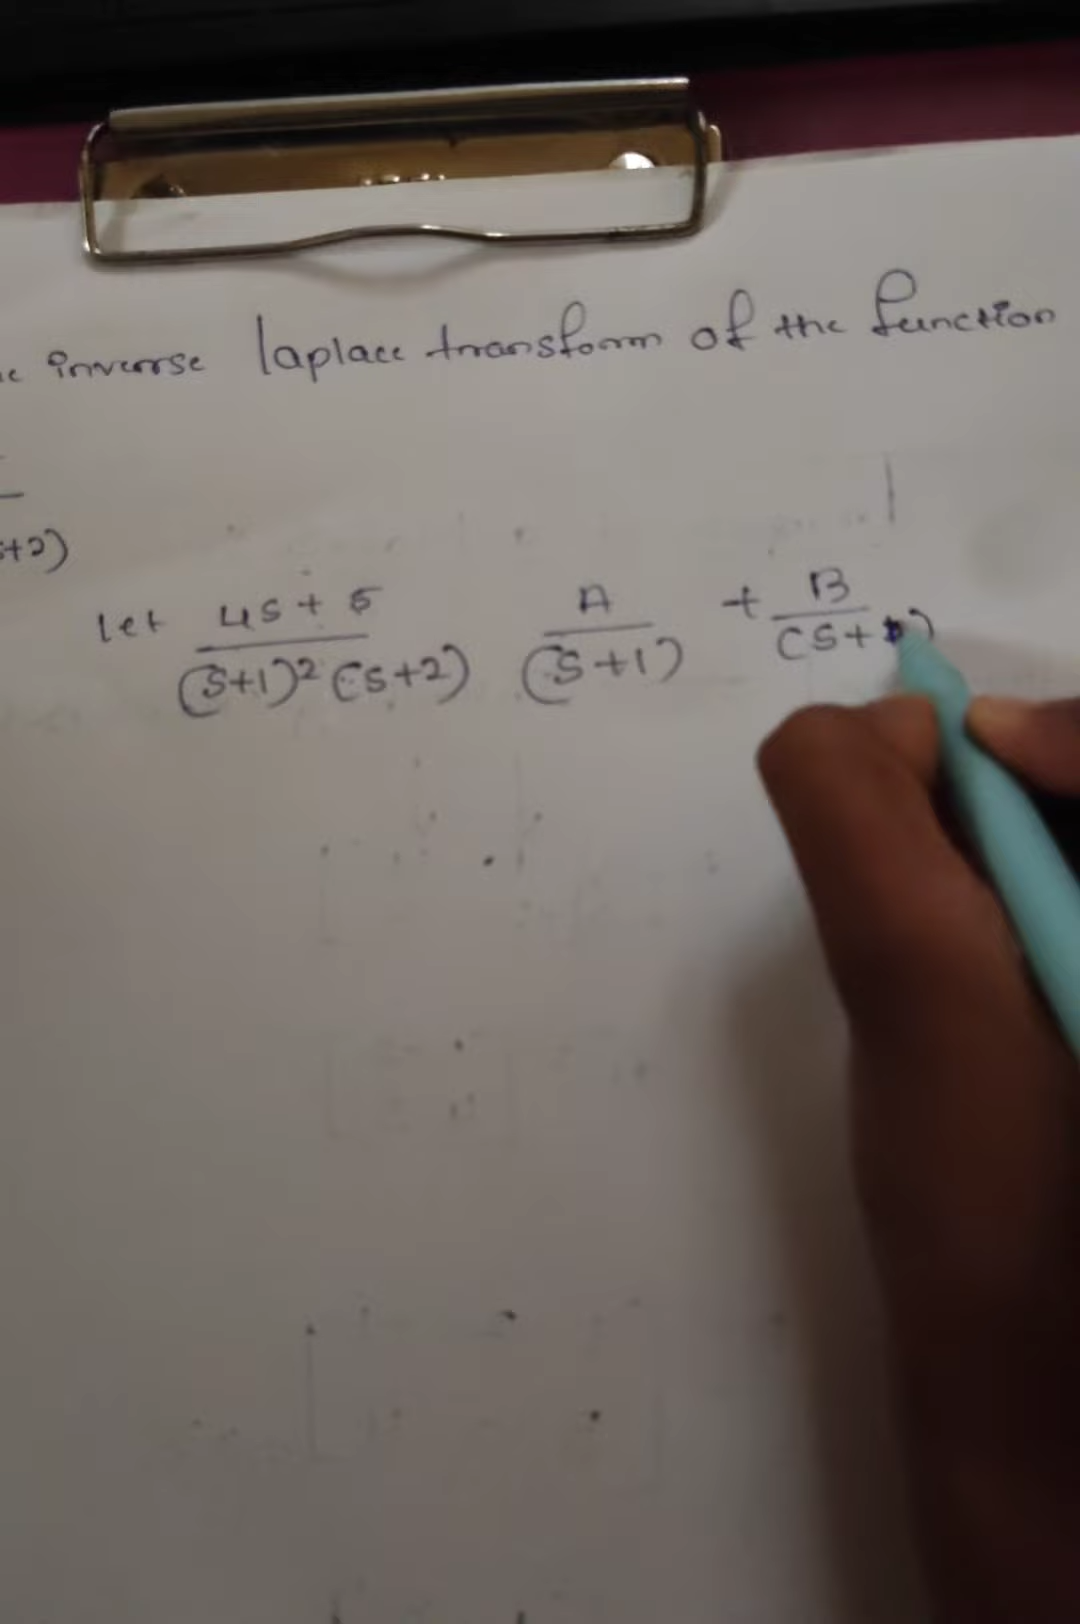 inverse laplace transform of the function
s+2)
let 4s + 5 A + B
(s+1)² (s+2) (s+1) (s+